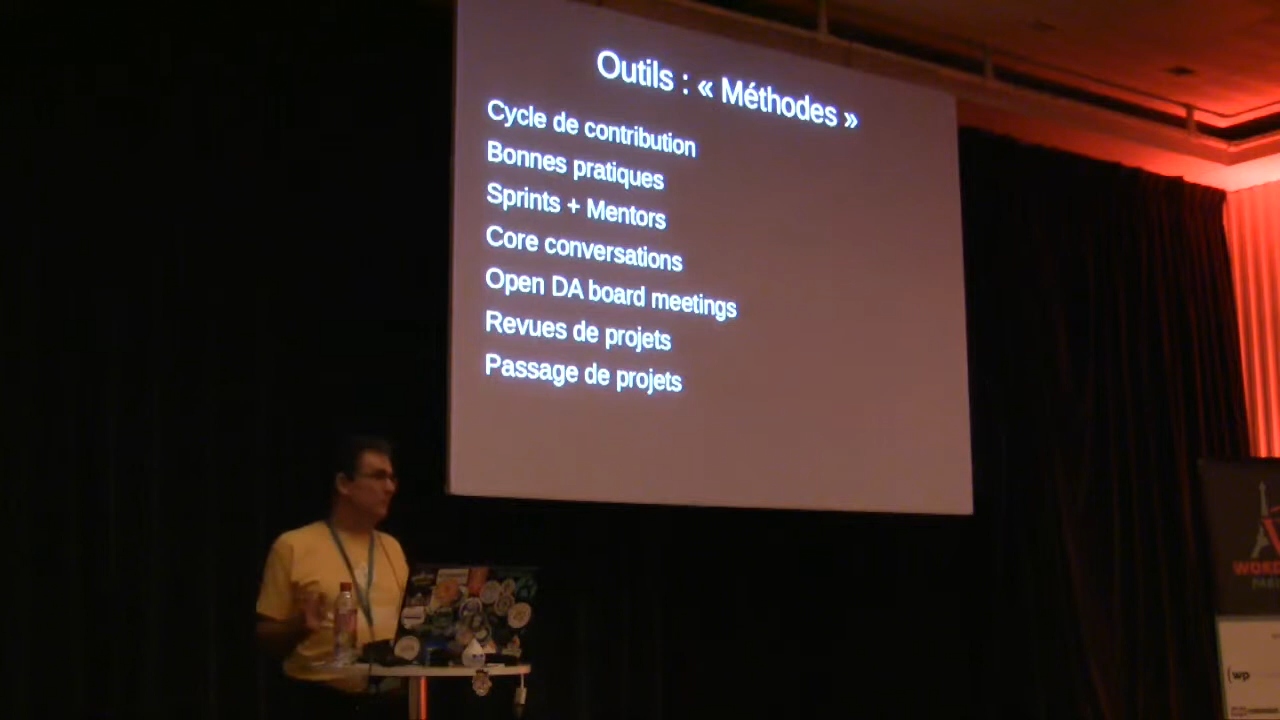 Outils : « Méthodes »
Cycle de contribution
Bonnes pratiques
Sprints + Mentors
Core conversations
Open DA board meetings
Revues de projets
Passage de projets
(wp